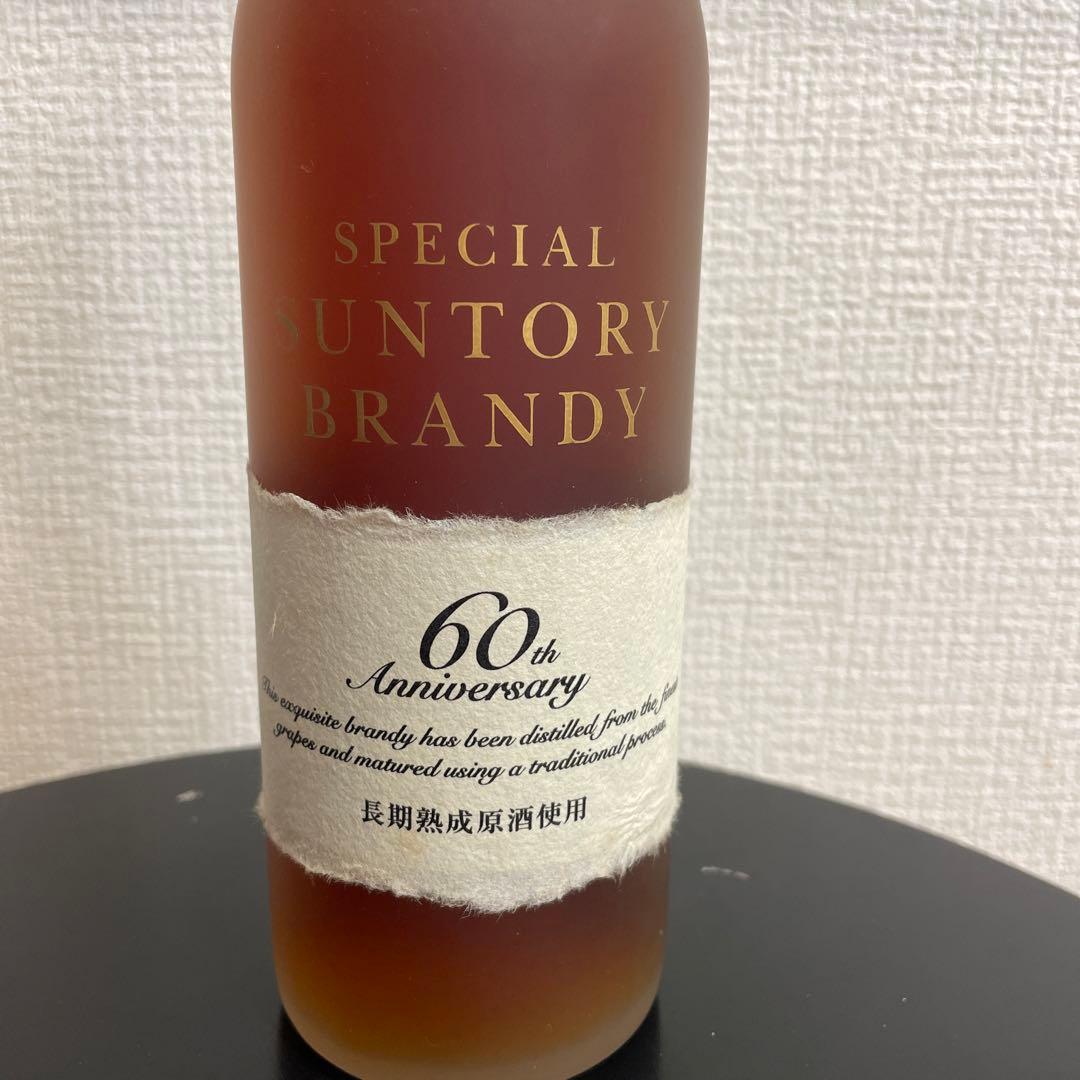 SPECIAL
SUNTORY
BRANDY
60th
Anniversary
This exquisite brandy has been distilled from the finest
grapes and matured using a traditional process.
長期熟成原酒使用